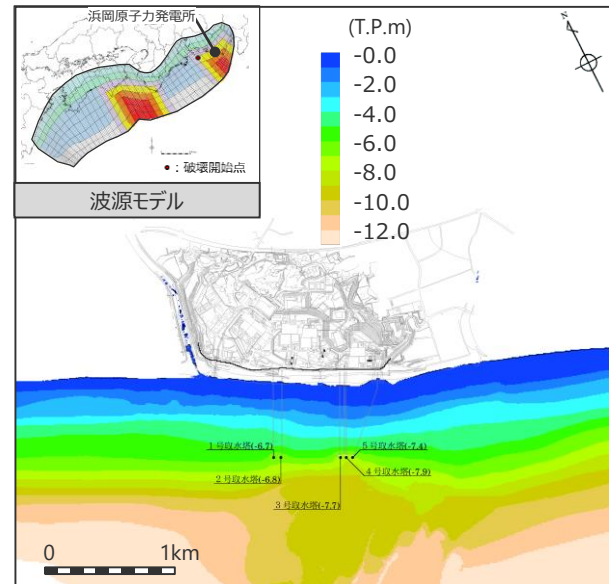 浜岡原子力発電所
●：破壊開始点
波源モデル
(T.P.m)
-0.0
-2.0
-4.0
-6.0
-8.0
-10.0
-12.0
N
1号取水塔(-6.7)
5号取水塔(-7.4)
2号取水塔(-6.8)
4号取水塔(-7.9)
3号取水塔(-7.7)
0 1km